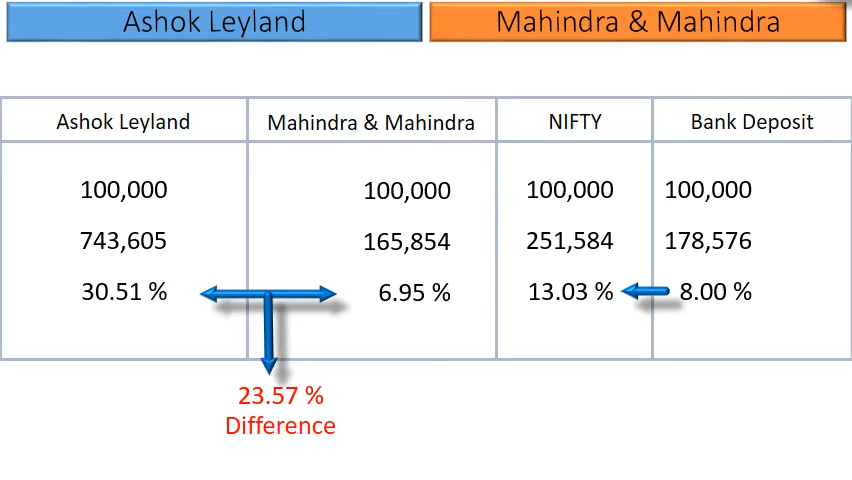 Ashok Leyland Mahindra & Mahindra
Ashok Leyland Mahindra & Mahindra NIFTY Bank Deposit
100,000 100,000 100,000 100,000
743,605 165,854 251,584 178,576
30.51 % 6.95 % 13.03 % 8.00 %
23.57 %
Difference